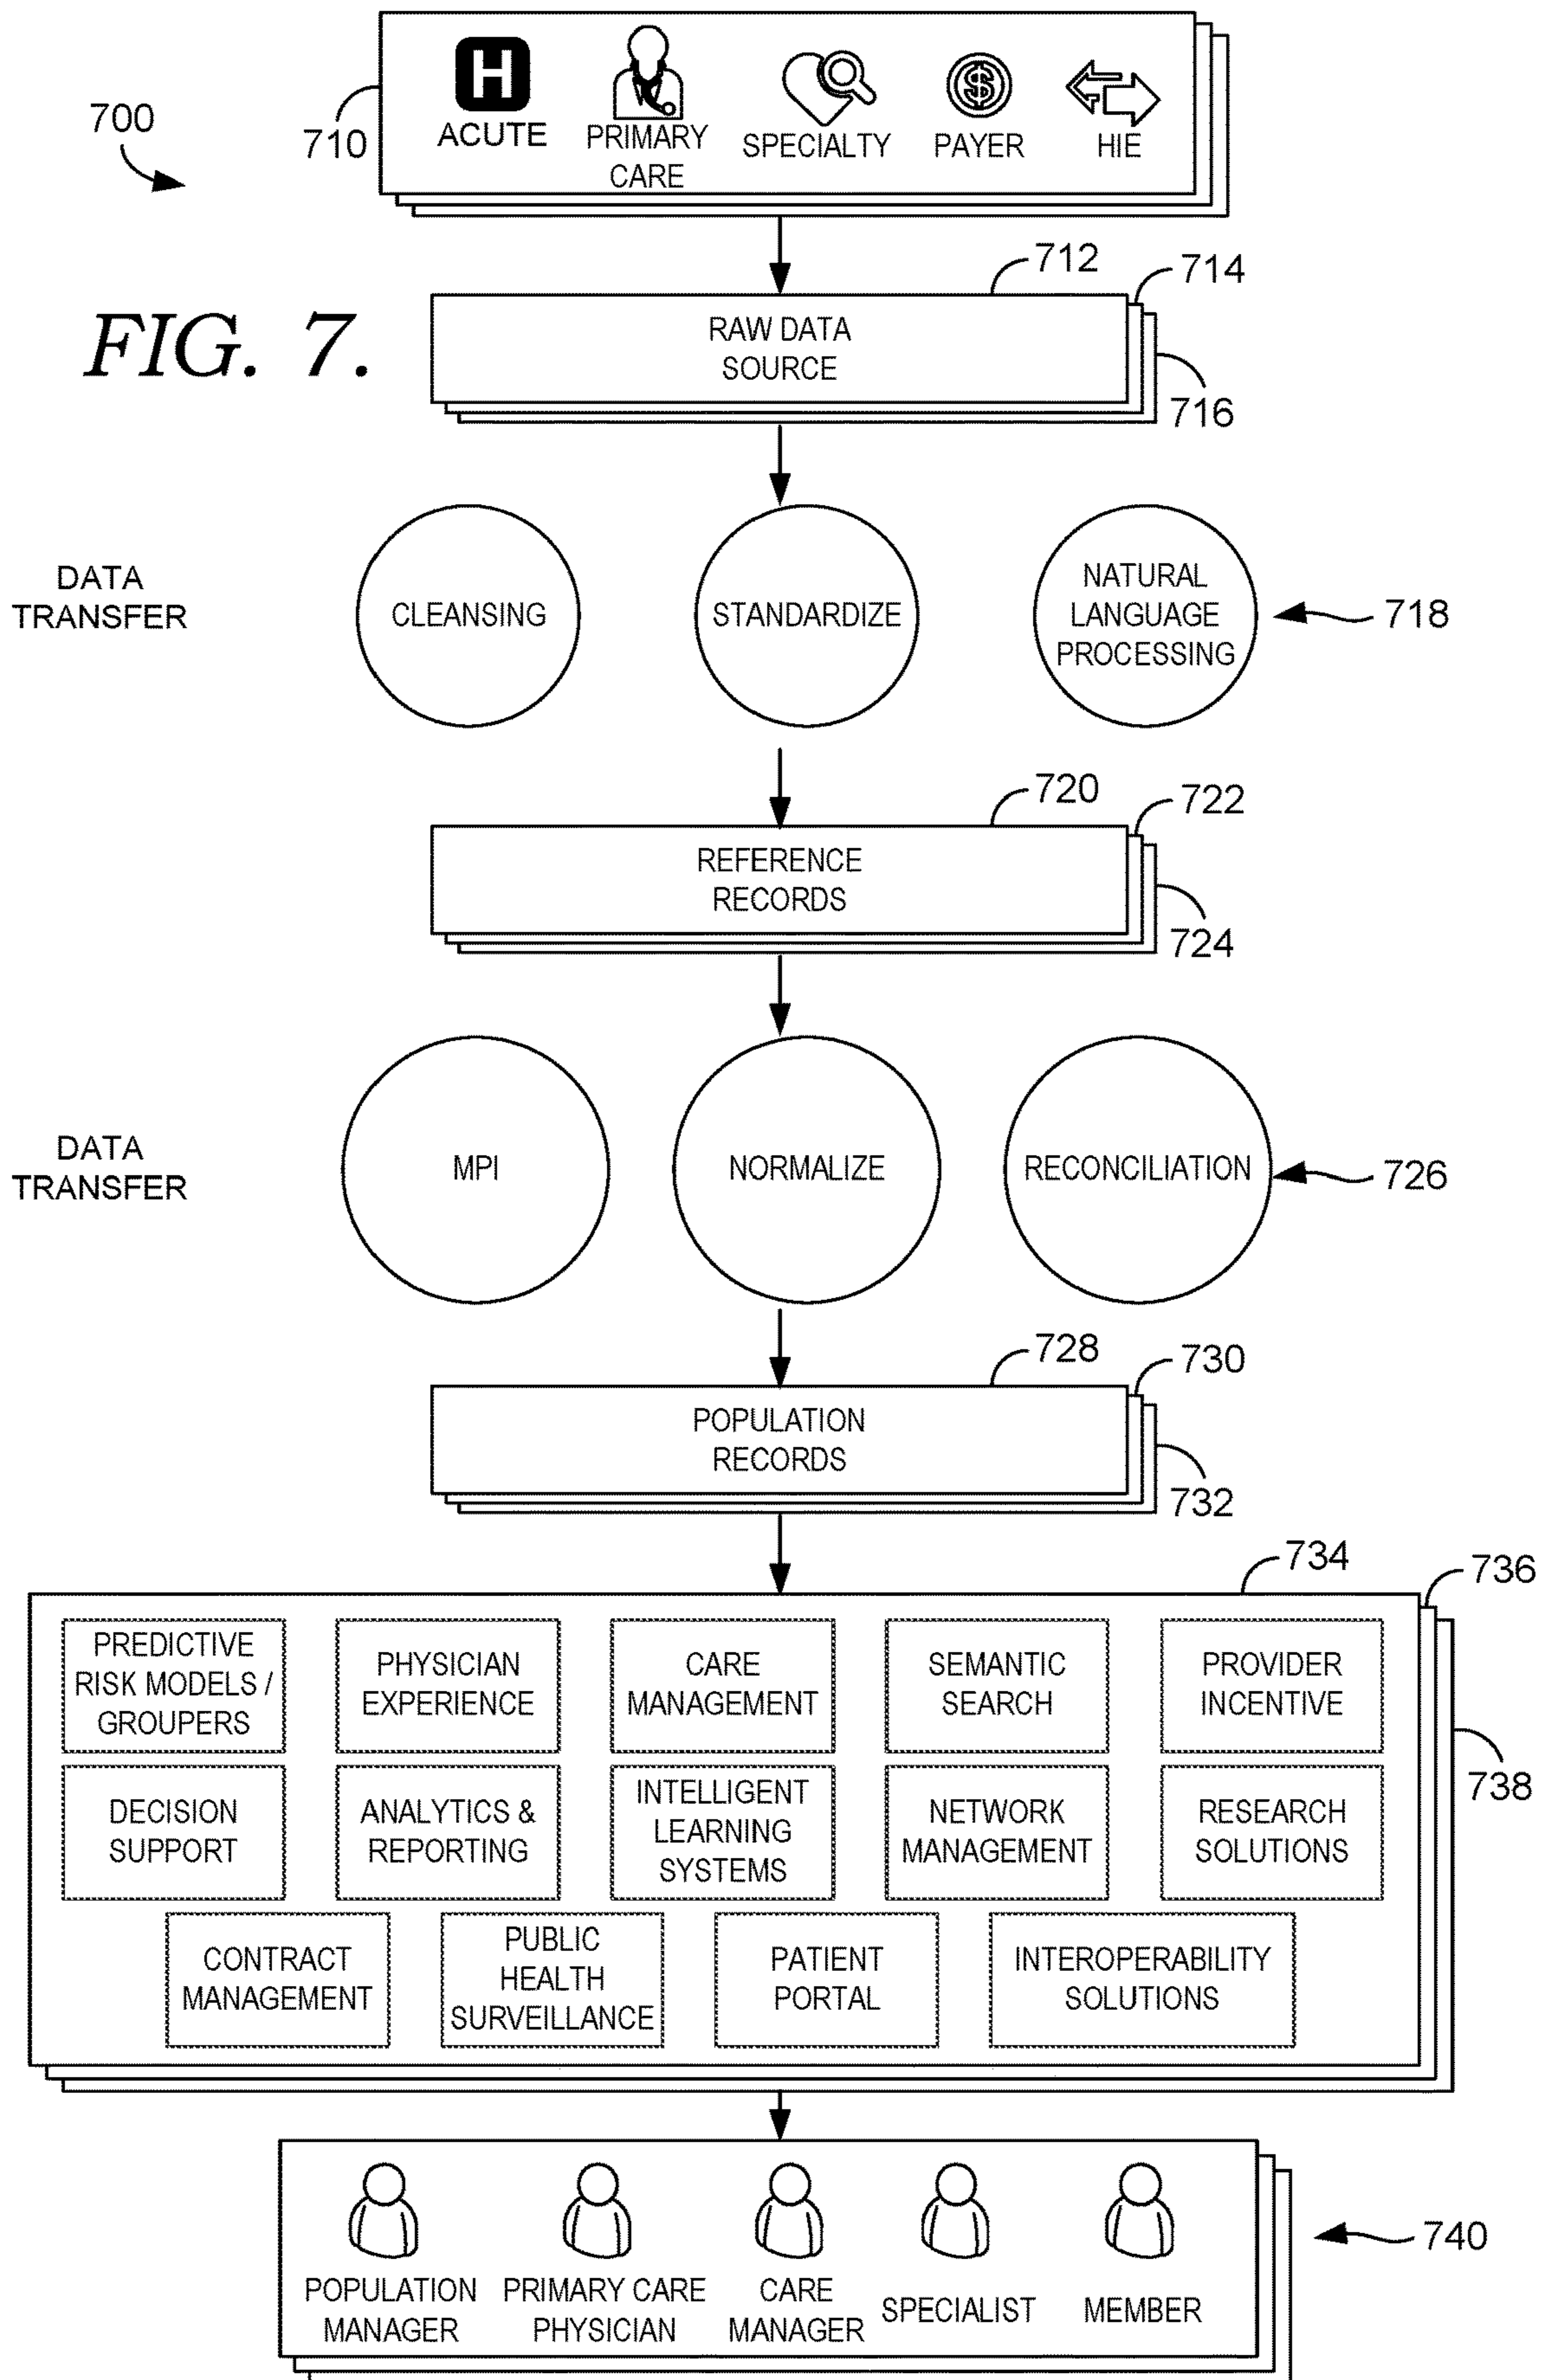 700
710
H
ACUTE
PRIMARY
CARE
SPECIALTY
$
PAYER
HIE
FIG. 7.
712
714
716
RAW DATA
SOURCE
DATA
TRANSFER
CLEANSING
STANDARDIZE
NATURAL
LANGUAGE
PROCESSING
718
720
722
724
REFERENCE
RECORDS
DATA
TRANSFER
MPI
NORMALIZE
RECONCILIATION
726
728
730
732
POPULATION
RECORDS
734
736
738
PREDICTIVE
RISK MODELS /
GROUPERS
PHYSICIAN
EXPERIENCE
CARE
MANAGEMENT
SEMANTIC
SEARCH
PROVIDER
INCENTIVE
DECISION
SUPPORT
ANALYTICS &
REPORTING
INTELLIGENT
LEARNING
SYSTEMS
NETWORK
MANAGEMENT
RESEARCH
SOLUTIONS
CONTRACT
MANAGEMENT
PUBLIC
HEALTH
SURVEILLANCE
PATIENT
PORTAL
INTEROPERABILITY
SOLUTIONS
740
POPULATION
MANAGER
PRIMARY CARE
PHYSICIAN
CARE
MANAGER
SPECIALIST
MEMBER